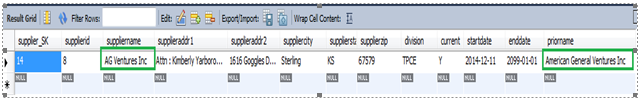 Result Grid Filter Rows: Edit: Export/Import: Wrap Cell Content:
supplier_SK supplierid suppliername supplieraddr1 supplieraddr2 suppliercity supplierst supplierzip division current startdate enddate priorname
14 8 AG Ventures Inc Attn : Kimberly Yarboro... 1616 Goggles D... Sterling KS 67579 TPCE Y 2014-12-11 2099-01-01 American General Ventures Inc
NULL NULL NULL NULL NULL NULL NULL NULL NULL NULL NULL NULL NULL